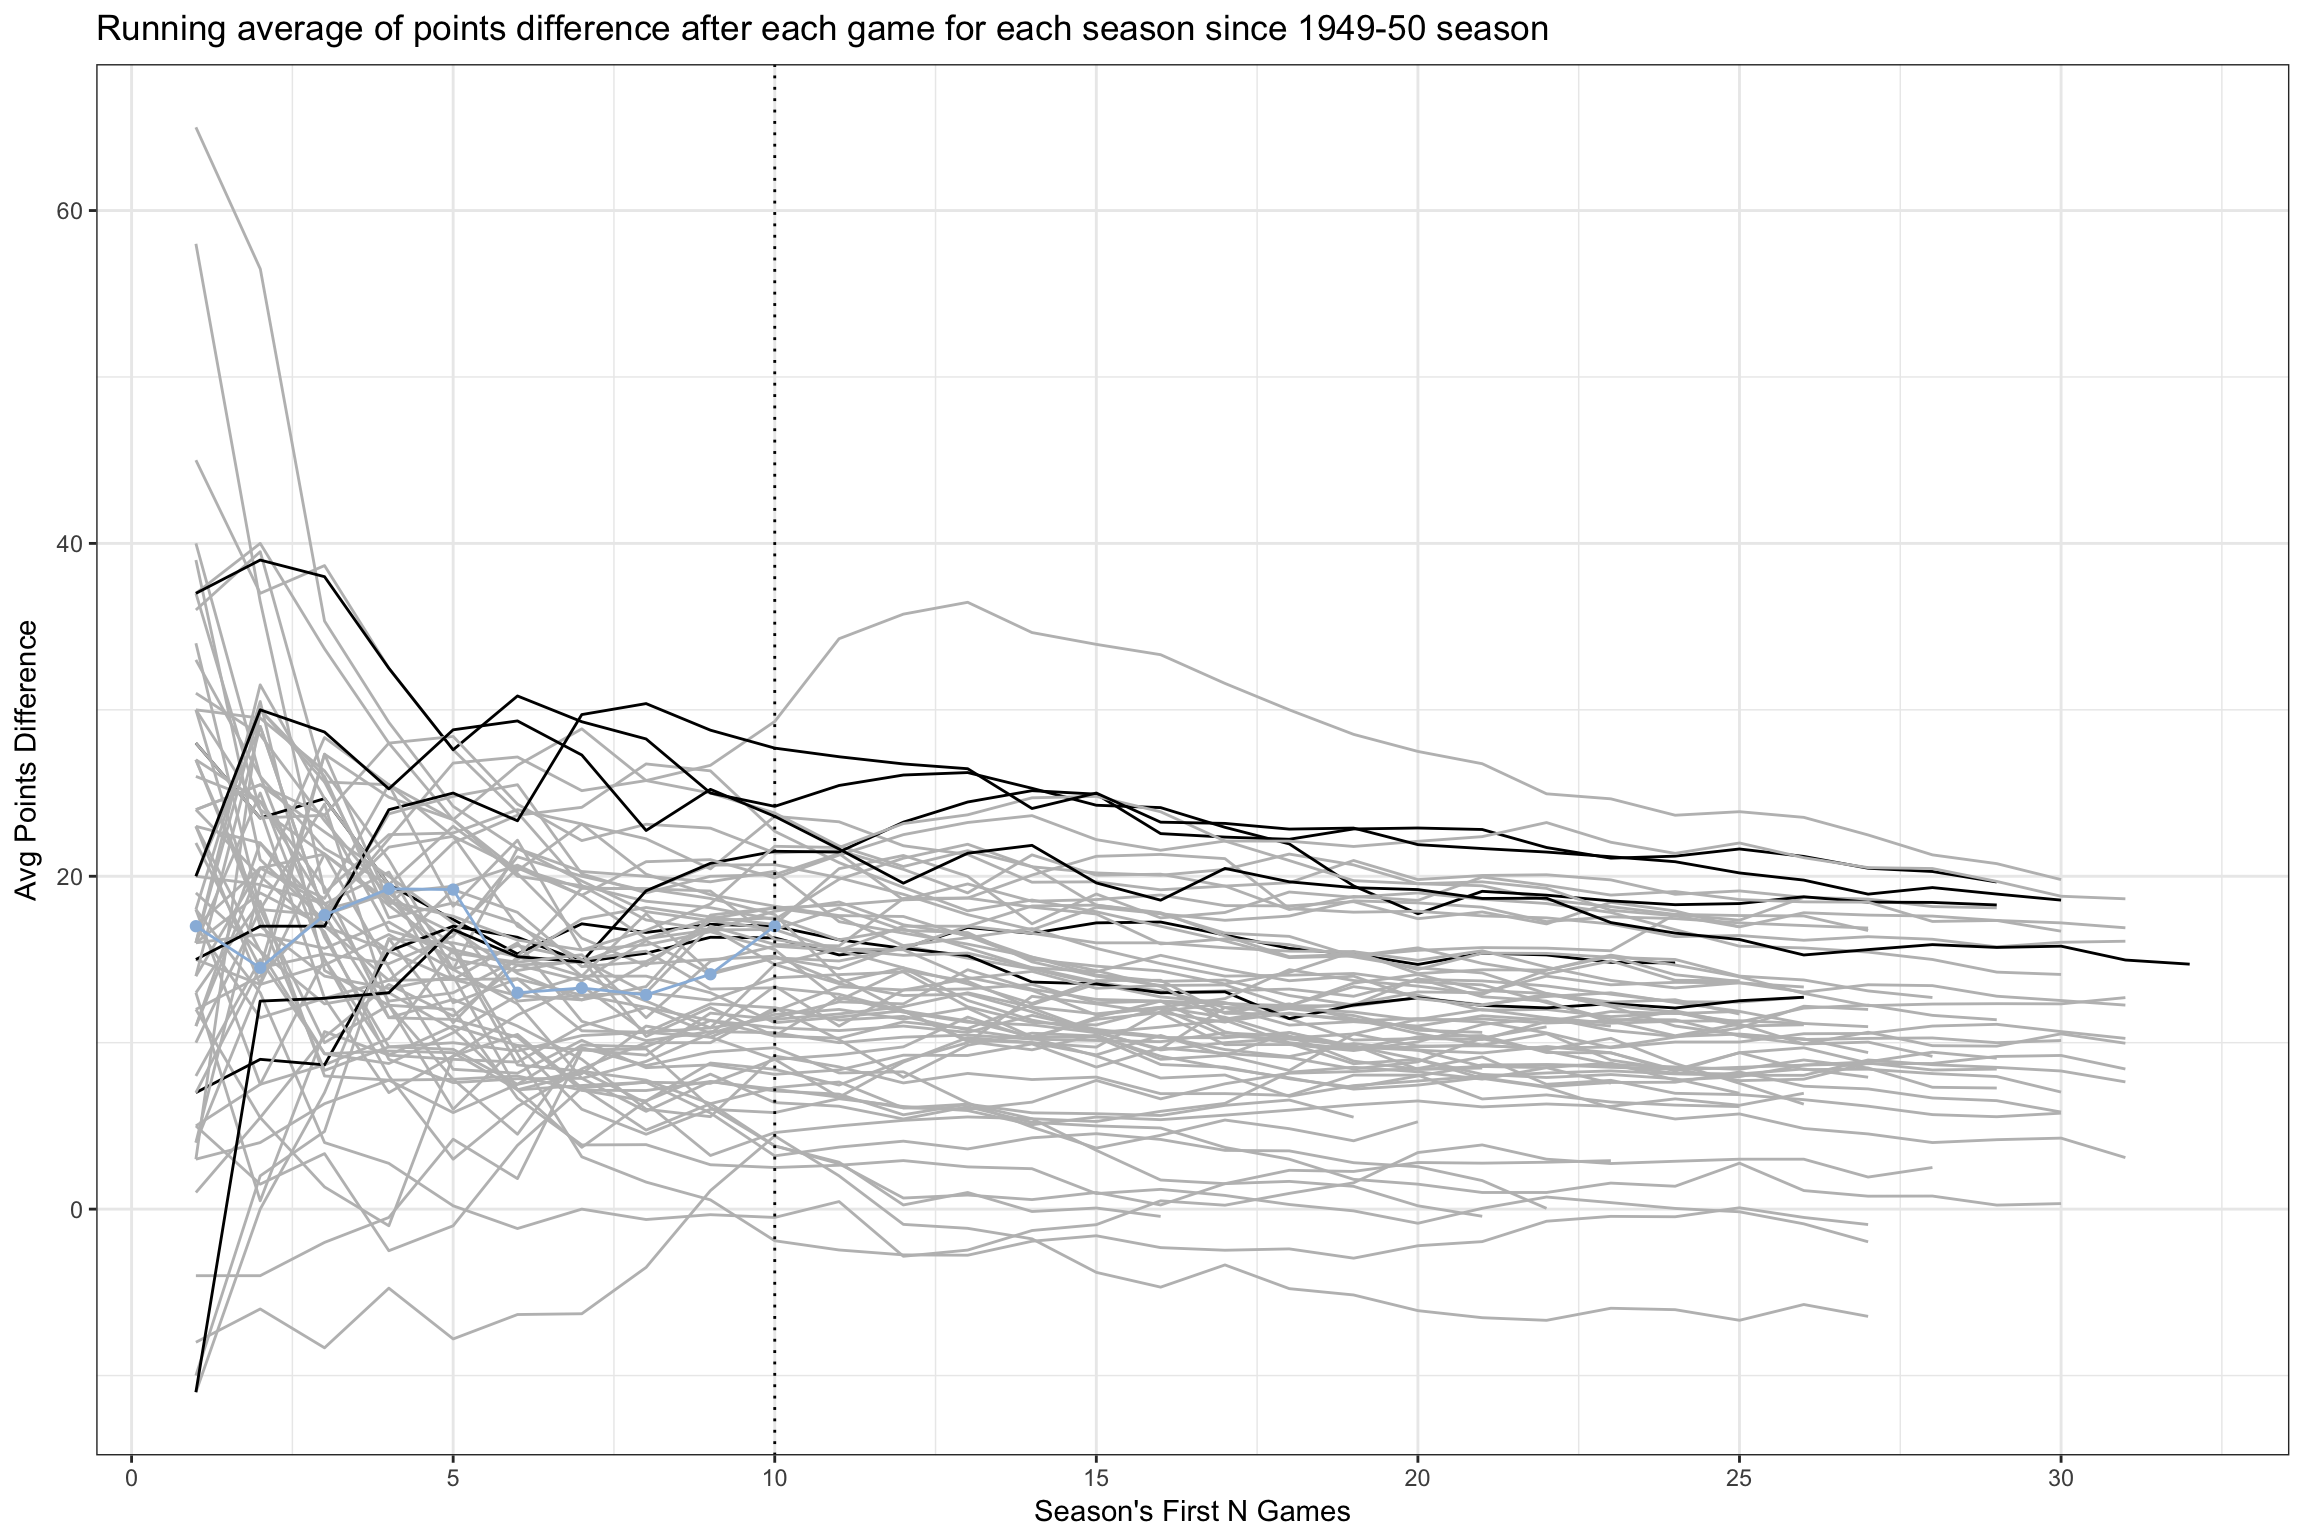 Running average of points difference after each game for each season since 1949-50 season
Avg Points Difference
60
40
20
0
0 5 10 15 20 25 30
Season's First N Games